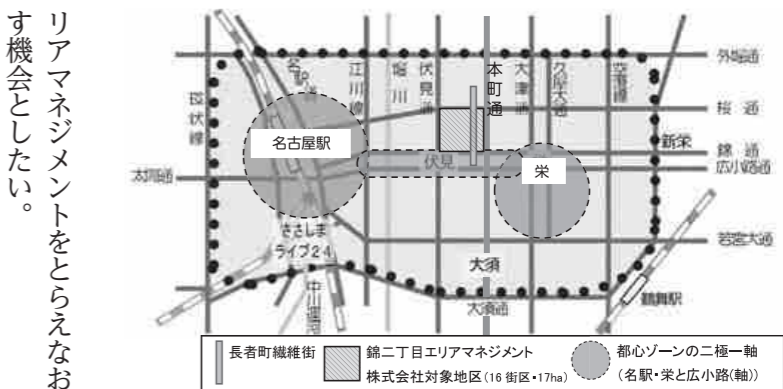 リアマネジメントをとらえなお
す機会としたい。
外堀通
名駅通
江川線
堀川
伏見通
本町通
大津通
久屋大通
空港線
桜通
新栄
名古屋駅
伏見
栄
錦通
広小路通
太閤通
ささしま
ライブ24
若宮大通
大須
中川運河
大須通
鶴舞駅
長者町繊維街
錦二丁目エリアマネジメント
株式会社対象地区(16街区・17ha)
都心ゾーンの二極一軸
(名駅・栄と広小路(軸))